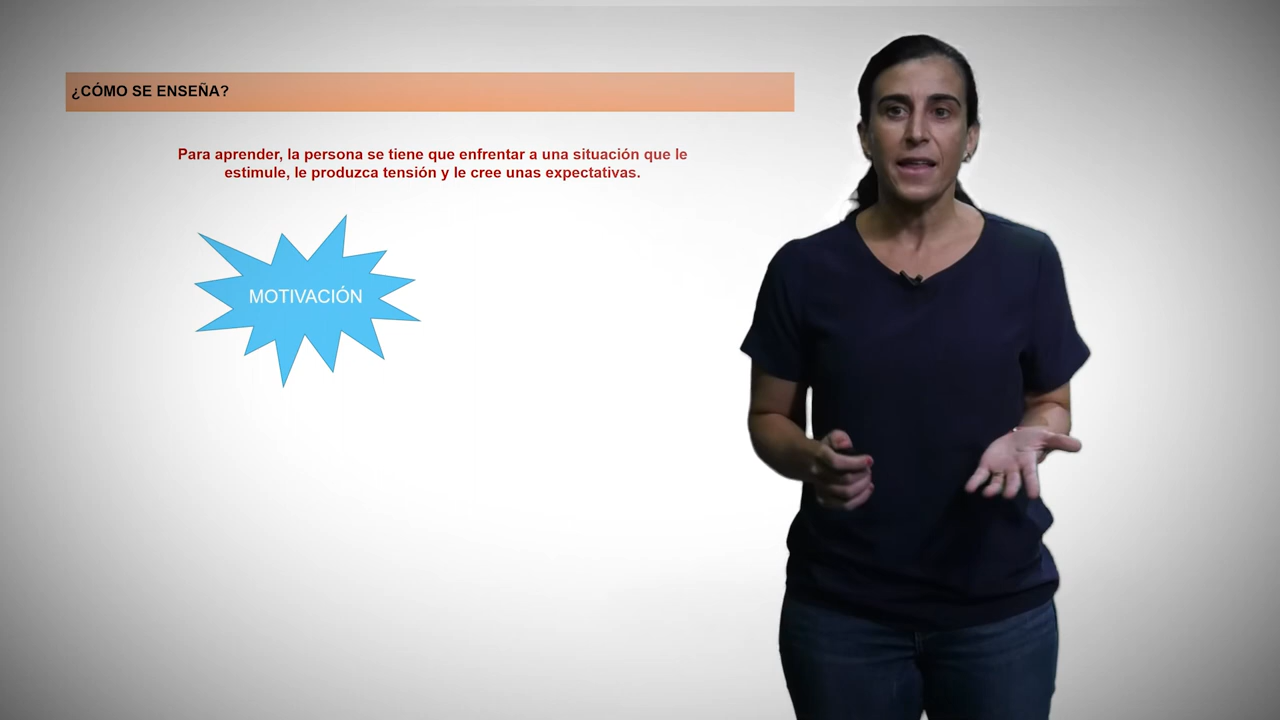 ¿CÓMO SE ENSEÑA?
Para aprender, la persona se tiene que enfrentar a una situación que le
estimule, le produzca tensión y le cree unas expectativas.
MOTIVACIÓN